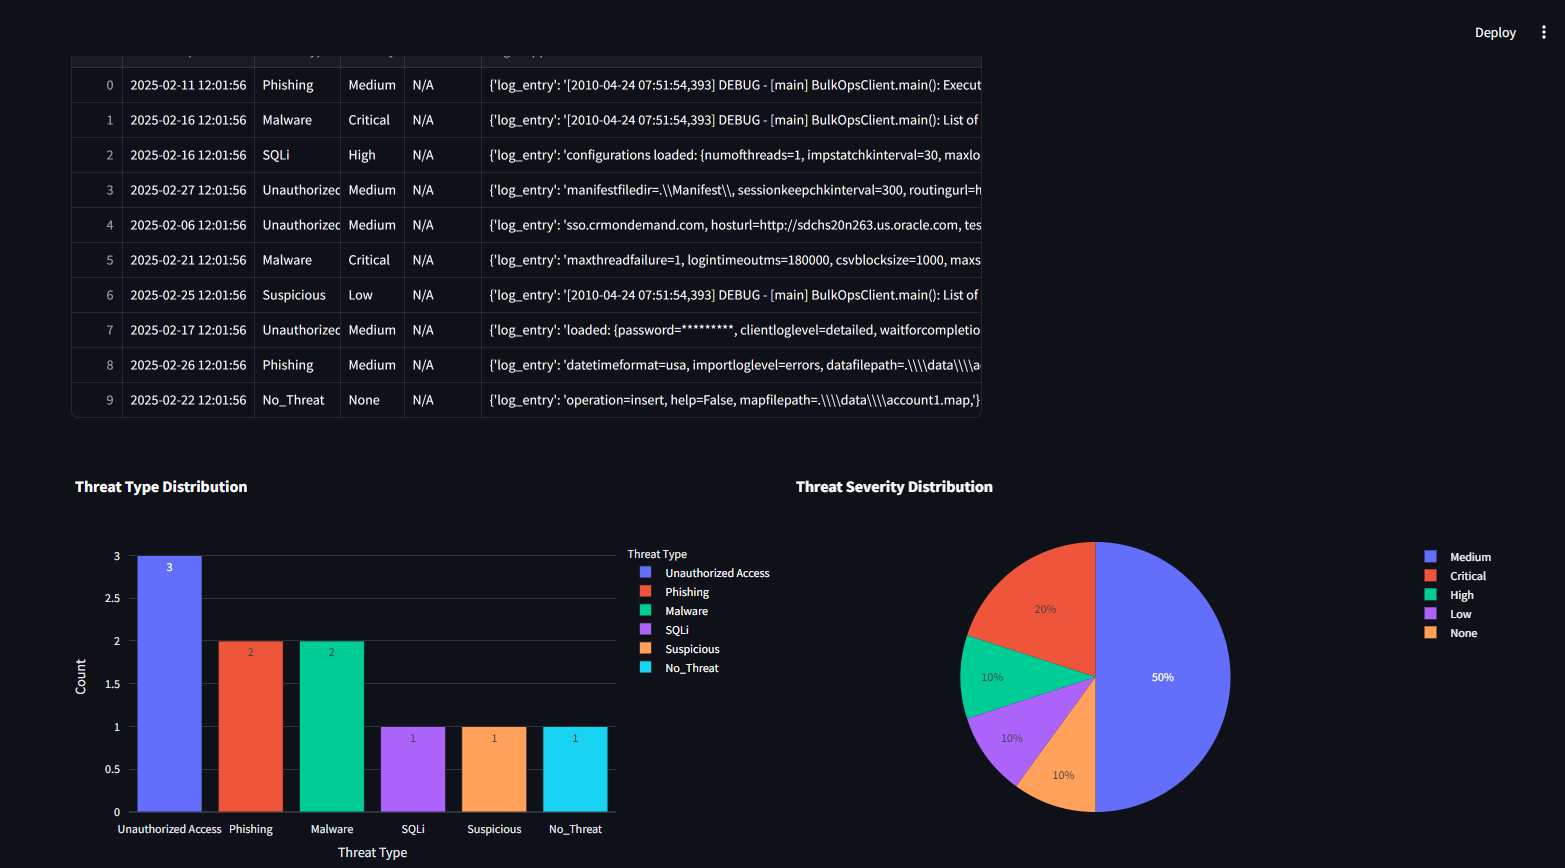 Deploy
0 2025-02-11 12:01:56 Phishing Medium N/A {'log_entry': '[2010-04-24 07:51:54,393] DEBUG - [main] BulkOpsClient.main(): Execut
1 2025-02-16 12:01:56 Malware Critical N/A {'log_entry': '[2010-04-24 07:51:54,393] DEBUG - [main] BulkOpsClient.main(): List of
2 2025-02-16 12:01:56 SQLi High N/A {'log_entry': 'configurations loaded: {numofthreads=1, impstatchkinterval=30, maxlo
3 2025-02-27 12:01:56 Unauthorized Medium N/A {'log_entry': 'manifestfiledir=.\\Manifest\\, sessionkeepchkinterval=300, routingurl=h
4 2025-02-06 12:01:56 Unauthorized Medium N/A {'log_entry': 'sso.crmondemand.com, hosturl=http://sdchs20n263.us.oracle.com, tes
5 2025-02-21 12:01:56 Malware Critical N/A {'log_entry': 'maxthreadfailure=1, logintimeoutms=180000, csvblocksize=1000, maxs
6 2025-02-25 12:01:56 Suspicious Low N/A {'log_entry': '[2010-04-24 07:51:54,393] DEBUG - [main] BulkOpsClient.main(): List of
7 2025-02-17 12:01:56 Unauthorized Medium N/A {'log_entry': 'loaded: {password=*********, clientloglevel=detailed, waitforcompletio
8 2025-02-26 12:01:56 Phishing Medium N/A {'log_entry': 'datetimeformat=usa, importloglevel=errors, datafilepath=.\\\\data\\\\a
9 2025-02-22 12:01:56 No_Threat None N/A {'log_entry': 'operation=insert, help=False, mapfilepath=.\\\\data\\\\account1.map,'}
Threat Type Distribution
3
2.5
2
1.5
1
0.5
0
Count
3
2
2
1
1
1
Unauthorized Access
Phishing
Malware
SQLi
Suspicious
No_Threat
Threat Type
Threat Type
Unauthorized Access
Phishing
Malware
SQLi
Suspicious
No_Threat
Threat Severity Distribution
20%
50%
10%
10%
10%
Medium
Critical
High
Low
None